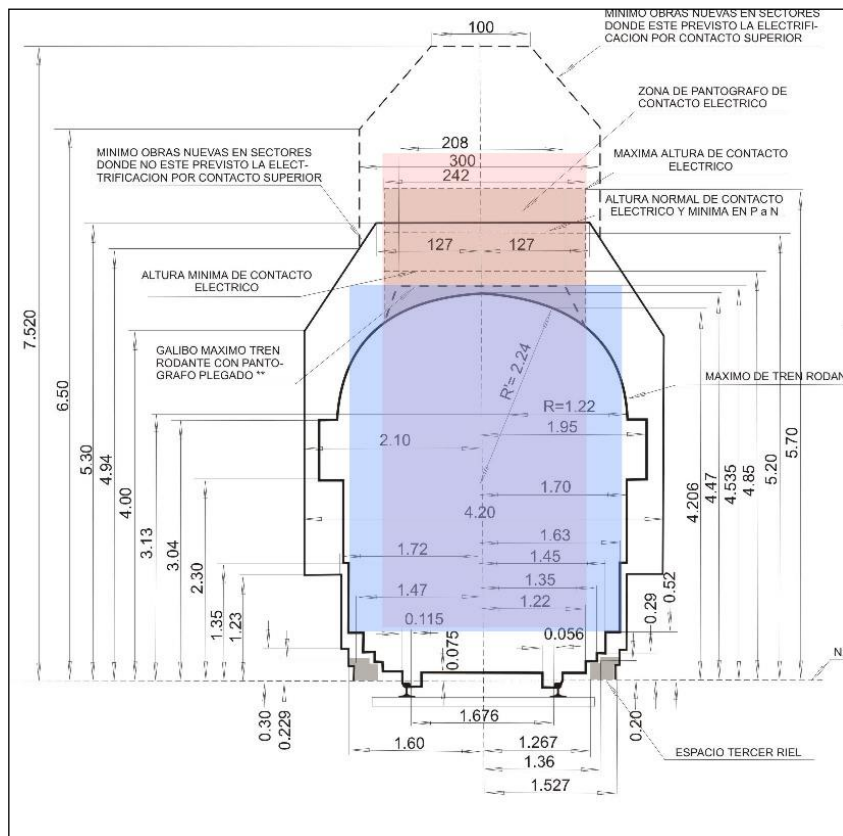 MINIMO OBRAS NUEVAS EN SECTORES
DONDE ESTE PREVISTO LA ELECTRIFI-
CACION POR CONTACTO SUPERIOR
100
ZONA DE PANTOGRAFO DE
CONTACTO ELECTRICO
208
MINIMO OBRAS NUEVAS EN SECTORES
DONDE NO ESTE PREVISTO LA ELECT-
TRIFICACION POR CONTACTO SUPERIOR
300
242
MAXIMA ALTURA DE CONTACTO
ELECTRICO
ALTURA NORMAL DE CONTACTO
ELECTRICO Y MINIMA EN P a N
127
127
ALTURA MINIMA DE CONTACTO
ELECTRICO
7.520
6.50
5.30
4.94
4.00
3.13
3.04
2.30
1.35
1.23
GALIBO MAXIMO TREN
RODANTE CON PANTO-
GRAFO PLEGADO **
R'= 2.24
MAXIMO DE TREN RODAN
R=1.22
1.95
2.10
1.70
4.20
4.206
4.47
4.535
4.85
5.20
5.70
1.63
1.72
1.45
1.35
1.47
1.22
0.115
0.075
0.056
0.52
0.29
N
0.30
0.229
1.676
0.20
1.60
1.267
1.36
1.527
ESPACIO TERCER RIEL